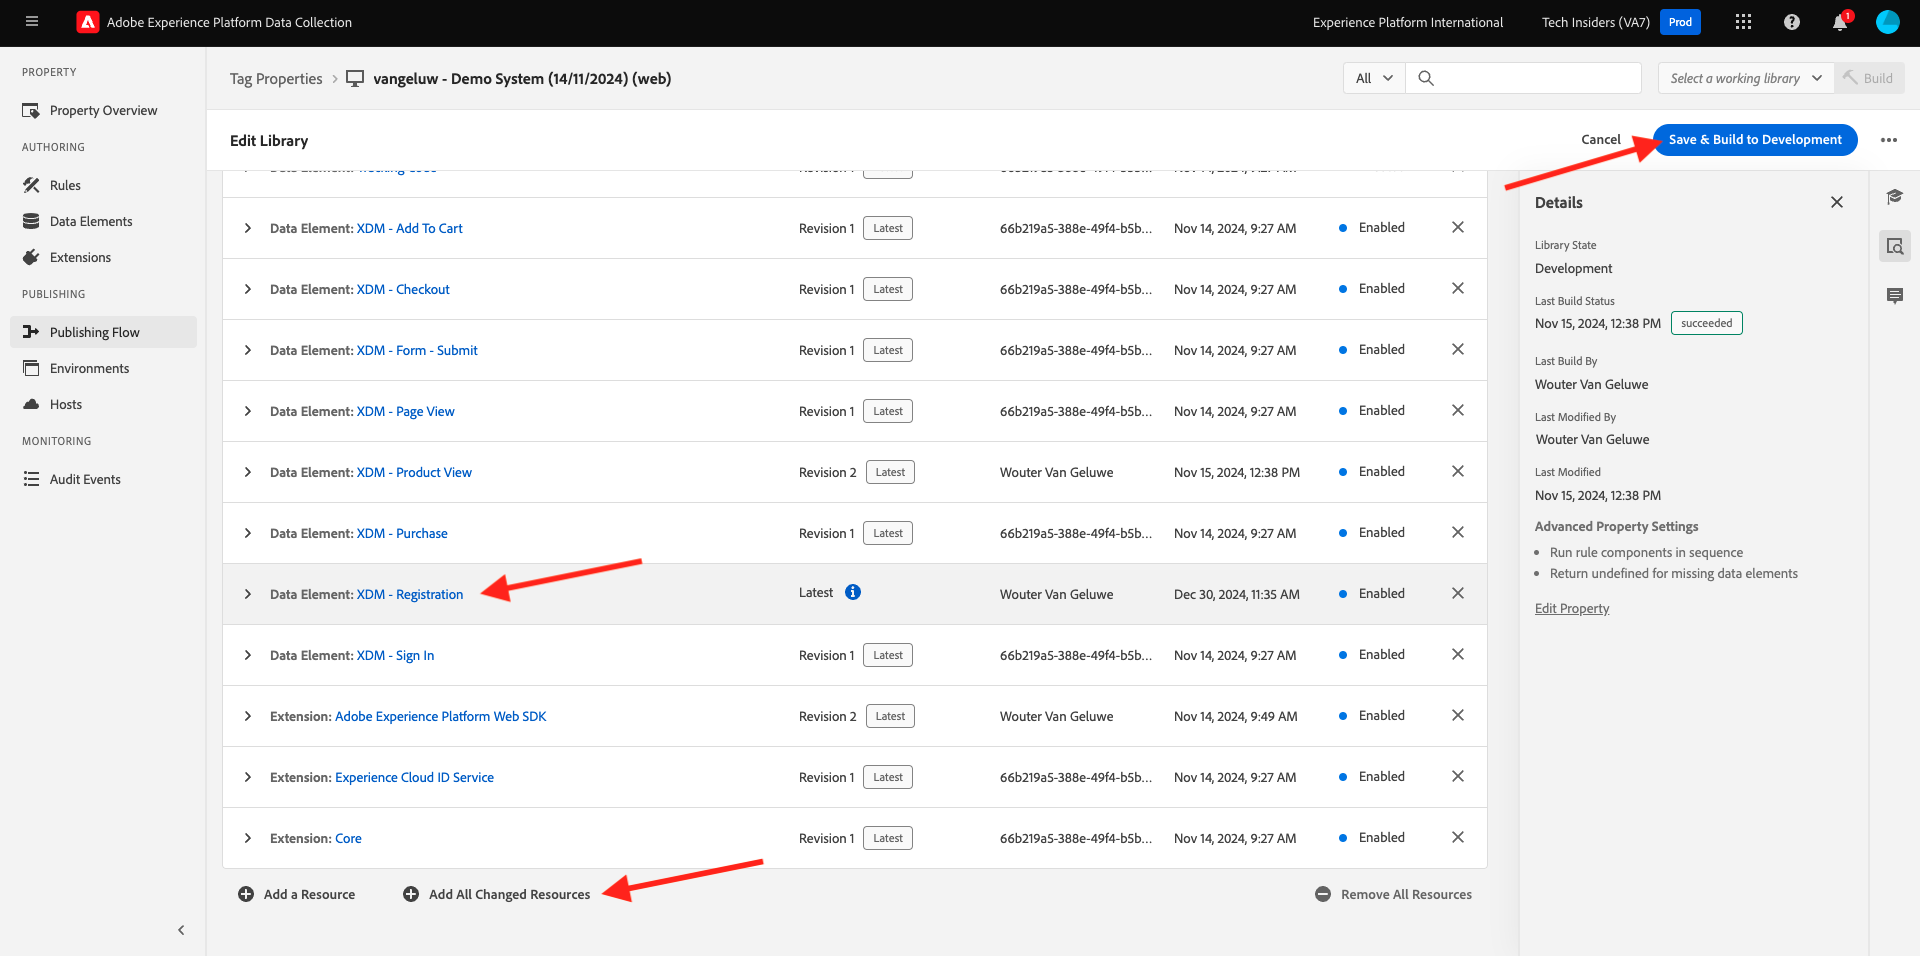 Adobe Experience Platform Data Collection
Experience Platform International
Tech Insiders (VA7)
Prod
1
PROPERTY
Property Overview
AUTHORING
Rules
Data Elements
Extensions
PUBLISHING
Publishing Flow
Environments
Hosts
MONITORING
Audit Events
Tag Properties
vangeluw - Demo System (14/11/2024) (web)
All
Select a working library
Build
Edit Library
Cancel
Save & Build to Development
Data Element: XDM - Add To Cart Revision 1 Latest 66b219a5-388e-49f4-b5b... Nov 14, 2024, 9:27 AM Enabled
Data Element: XDM - Checkout Revision 1 Latest 66b219a5-388e-49f4-b5b... Nov 14, 2024, 9:27 AM Enabled
Data Element: XDM - Form - Submit Revision 1 Latest 66b219a5-388e-49f4-b5b... Nov 14, 2024, 9:27 AM Enabled
Data Element: XDM - Page View Revision 1 Latest 66b219a5-388e-49f4-b5b... Nov 14, 2024, 9:27 AM Enabled
Data Element: XDM - Product View Revision 2 Latest Wouter Van Geluwe Nov 15, 2024, 12:38 PM Enabled
Data Element: XDM - Purchase Revision 1 Latest 66b219a5-388e-49f4-b5b... Nov 14, 2024, 9:27 AM Enabled
Data Element: XDM - Registration Latest Wouter Van Geluwe Dec 30, 2024, 11:35 AM Enabled
Data Element: XDM - Sign In Revision 1 Latest 66b219a5-388e-49f4-b5b... Nov 14, 2024, 9:27 AM Enabled
Extension: Adobe Experience Platform Web SDK Revision 2 Latest Wouter Van Geluwe Nov 14, 2024, 9:49 AM Enabled
Extension: Experience Cloud ID Service Revision 1 Latest 66b219a5-388e-49f4-b5b... Nov 14, 2024, 9:27 AM Enabled
Extension: Core Revision 1 Latest 66b219a5-388e-49f4-b5b... Nov 14, 2024, 9:27 AM Enabled
Add a Resource
Add All Changed Resources
Remove All Resources
Details
Library State
Development
Last Build Status
Nov 15, 2024, 12:38 PM succeeded
Last Build By
Wouter Van Geluwe
Last Modified By
Wouter Van Geluwe
Last Modified
Nov 15, 2024, 12:38 PM
Advanced Property Settings
Run rule components in sequence
Return undefined for missing data elements
Edit Property